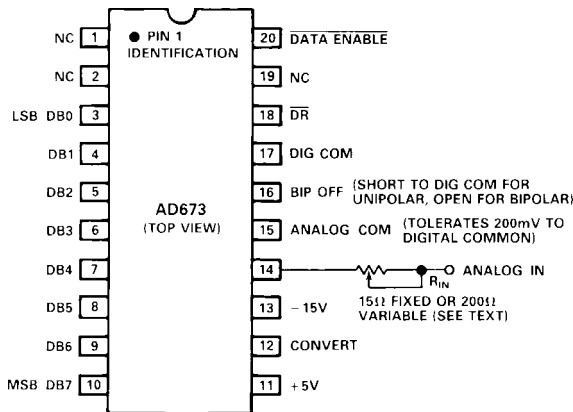 NC 1
● PIN 1
IDENTIFICATION
20 DATA ENABLE
NC 2
19 NC
LSB DB0 3
18 DR
DB1 4
17 DIG COM
DB2 5
16 BIP OFF (SHORT TO DIG COM FOR
UNIPOLAR, OPEN FOR BIPOLAR)
AD673
(TOP VIEW)
DB3 6
15 ANALOG COM (TOLERATES 200mV TO
DIGITAL COMMON)
DB4 7
14
ANALOG IN
RIN
15Ω FIXED OR 200Ω
VARIABLE (SEE TEXT)
DB5 8
13 −15V
DB6 9
12 CONVERT
MSB DB7 10
11 +5V